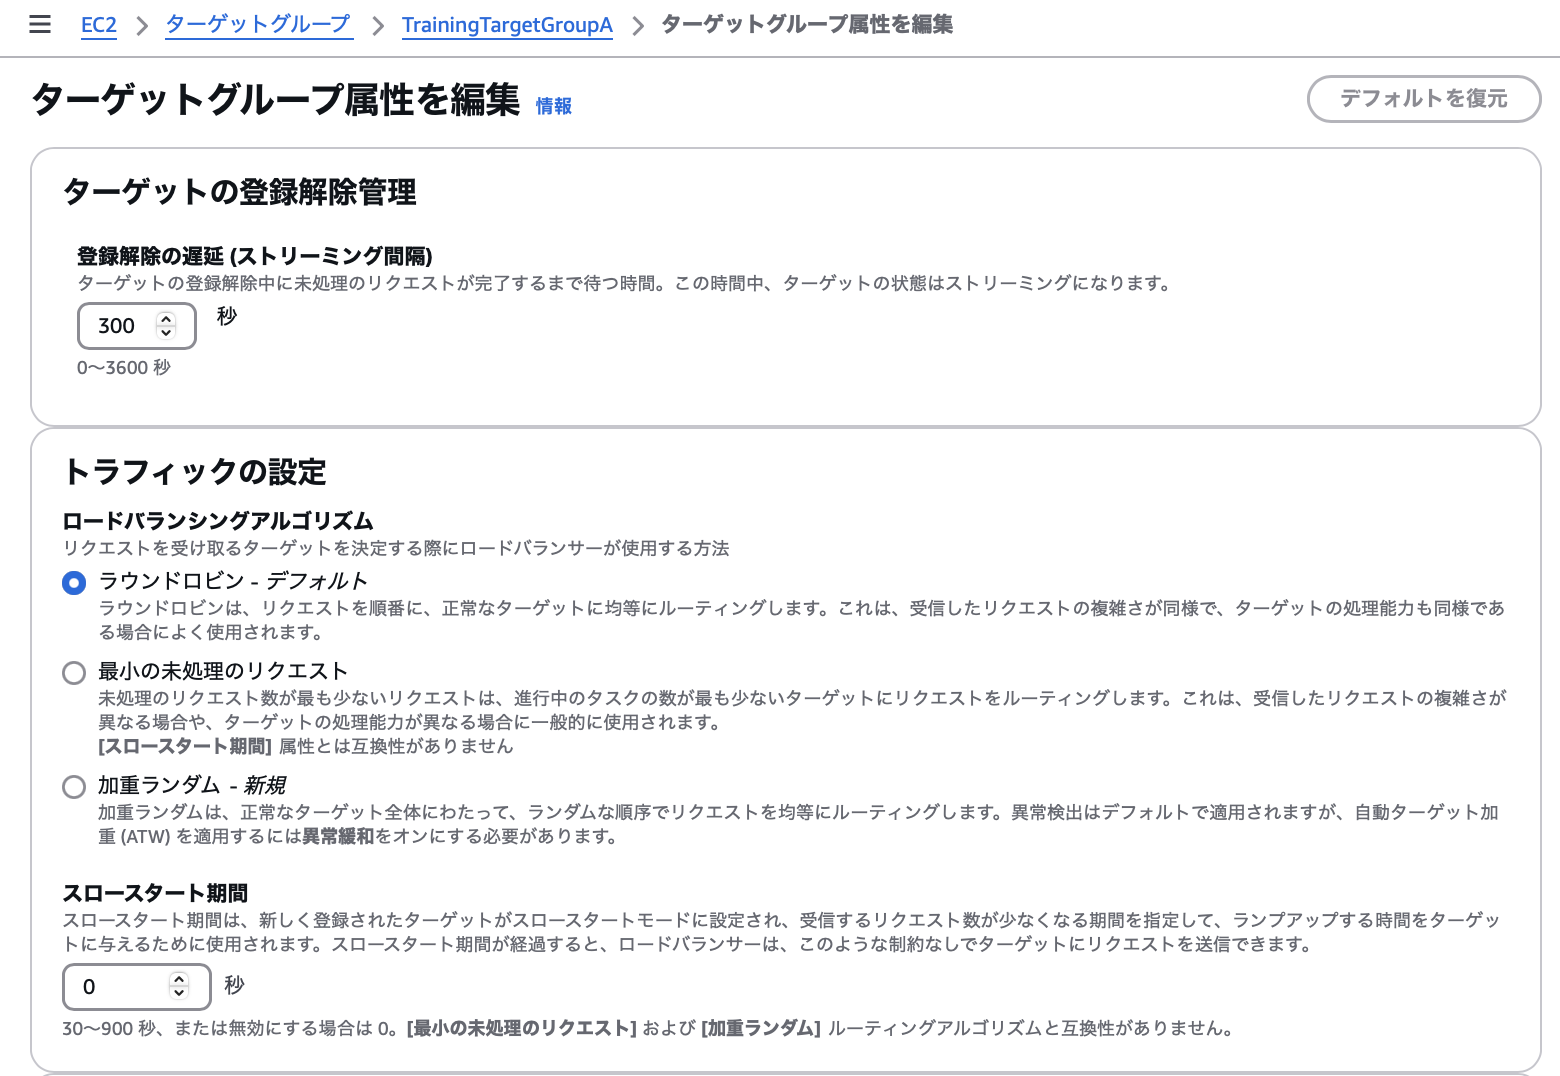 EC2 > ターゲットグループ > TrainingTargetGroupA > ターゲットグループ属性を編集
ターゲットグループ属性を編集 情報
デフォルトを復元
ターゲットの登録解除管理
登録解除の遅延 (ストリーミング間隔)
ターゲットの登録解除中に未処理のリクエストが完了するまで待つ時間。この時間中、ターゲットの状態はストリーミングになります。
300 秒
0〜3600 秒
トラフィックの設定
ロードバランシングアルゴリズム
リクエストを受け取るターゲットを決定する際にロードバランサーが使用する方法
ラウンドロビン - デフォルト
ラウンドロビンは、リクエストを順番に、正常なターゲットに均等にルーティングします。これは、受信したリクエストの複雑さが同様で、ターゲットの処理能力も同様であ
る場合によく使用されます。
最小の未処理のリクエスト
未処理のリクエスト数が最も少ないリクエストは、進行中のタスクの数が最も少ないターゲットにリクエストをルーティングします。これは、受信したリクエストの複雑さが
異なる場合や、ターゲットの処理能力が異なる場合に一般的に使用されます。
[スロースタート期間] 属性とは互換性がありません
加重ランダム - 新規
加重ランダムは、正常なターゲット全体にわたって、ランダムな順序でリクエストを均等にルーティングします。異常検出はデフォルトで適用されますが、自動ターゲット加
重 (ATW) を適用するには異常緩和をオンにする必要があります。
スロースタート期間
スロースタート期間は、新しく登録されたターゲットがスロースタートモードに設定され、受信するリクエスト数が少なくなる期間を指定して、ランプアップする時間をターゲッ
トに与えるために使用されます。スロースタート期間が経過すると、ロードバランサーは、このような制約なしでターゲットにリクエストを送信できます。
0 秒
30〜900 秒、または無効にする場合は 0。[最小の未処理のリクエスト] および [加重ランダム] ルーティングアルゴリズムと互換性がありません。